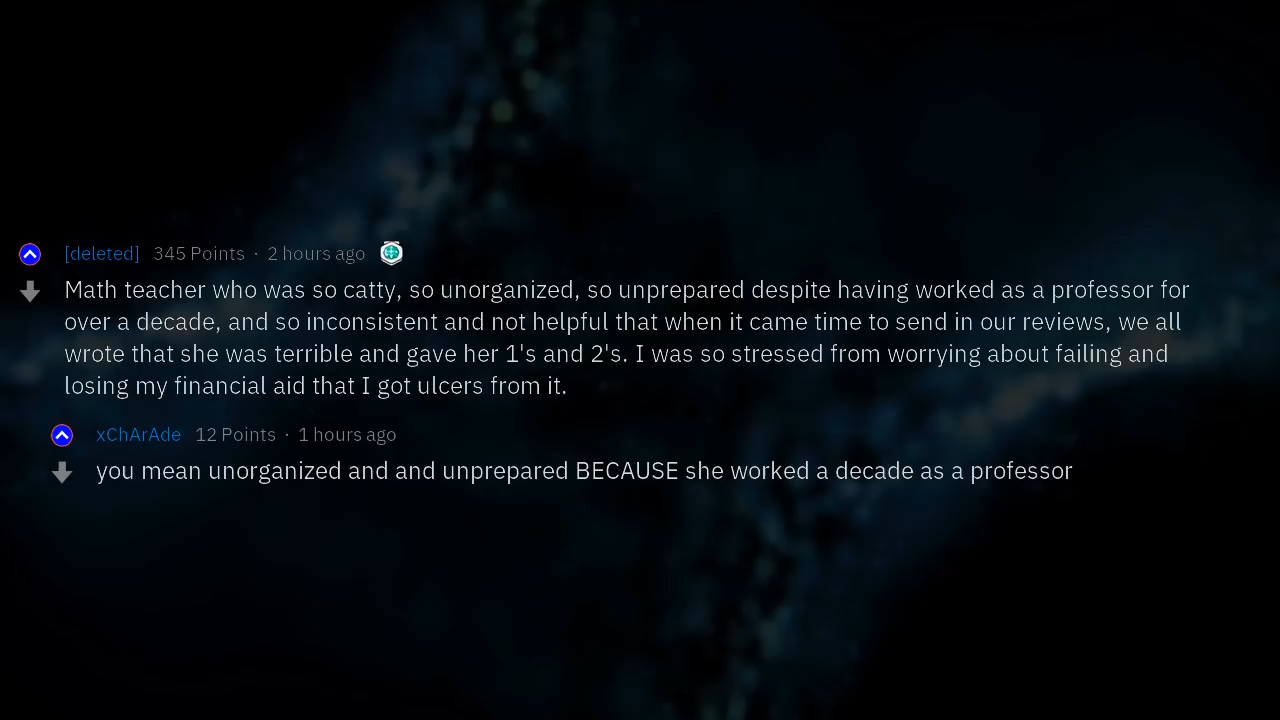 [deleted] 345 Points · 2 hours ago
Math teacher who was so catty, so unorganized, so unprepared despite having worked as a professor for
over a decade, and so inconsistent and not helpful that when it came time to send in our reviews, we all
wrote that she was terrible and gave her 1's and 2's. I was so stressed from worrying about failing and
losing my financial aid that I got ulcers from it.
xChArAde 12 Points · 1 hours ago
you mean unorganized and and unprepared BECAUSE she worked a decade as a professor